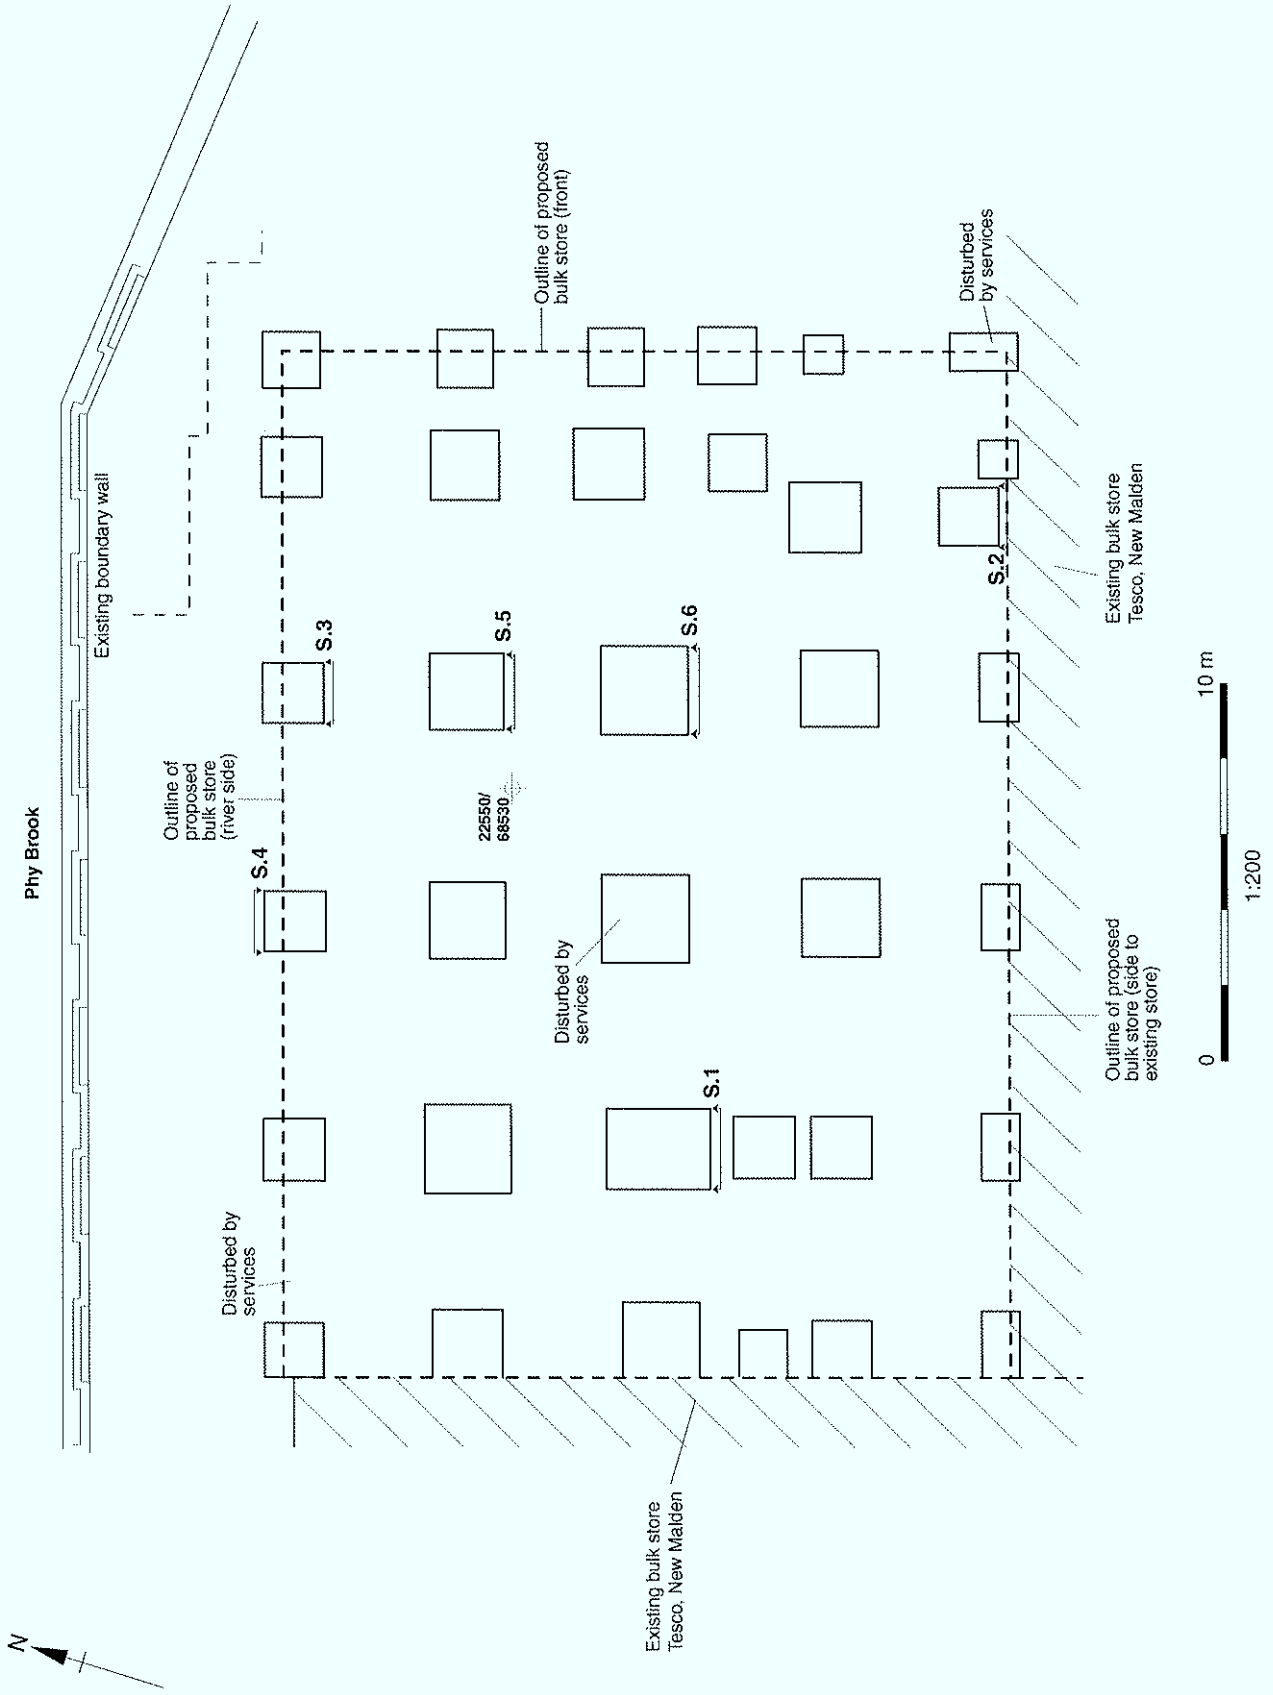 Phy Brook
Existing boundary wall
Outline of
proposed
bulk store
(river side)
Disturbed by
services
S.4
S.3
Outline of proposed
bulk store (front)
22550/
68530
S.5
S.6
Disturbed by
services
S.1
Disturbed
by services
S.2
Existing bulk store
Tesco, New Malden
Existing bulk store
Tesco, New Malden
Outline of proposed
bulk store (side to
existing store)
0
10 m
1:200
N